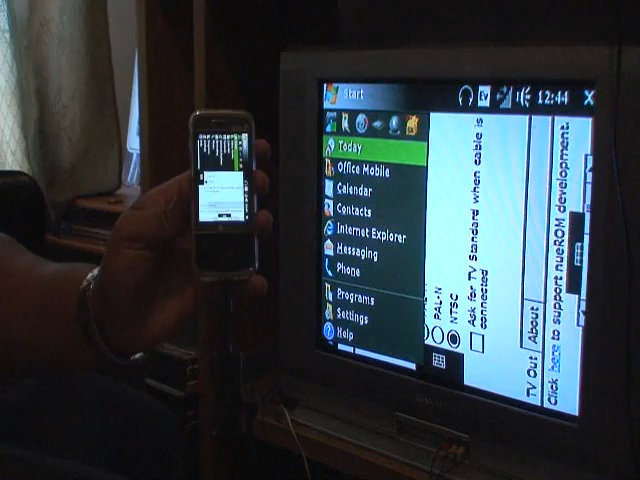 Start 12:44 X
Today
Office Mobile
Calendar
Contacts
Internet Explorer
Messaging
Phone
Programs
Settings
Help
PAL-N
NTSC
Ask for TV Standard when cable is
connected
TV Out About
Click here to support nueROM development.